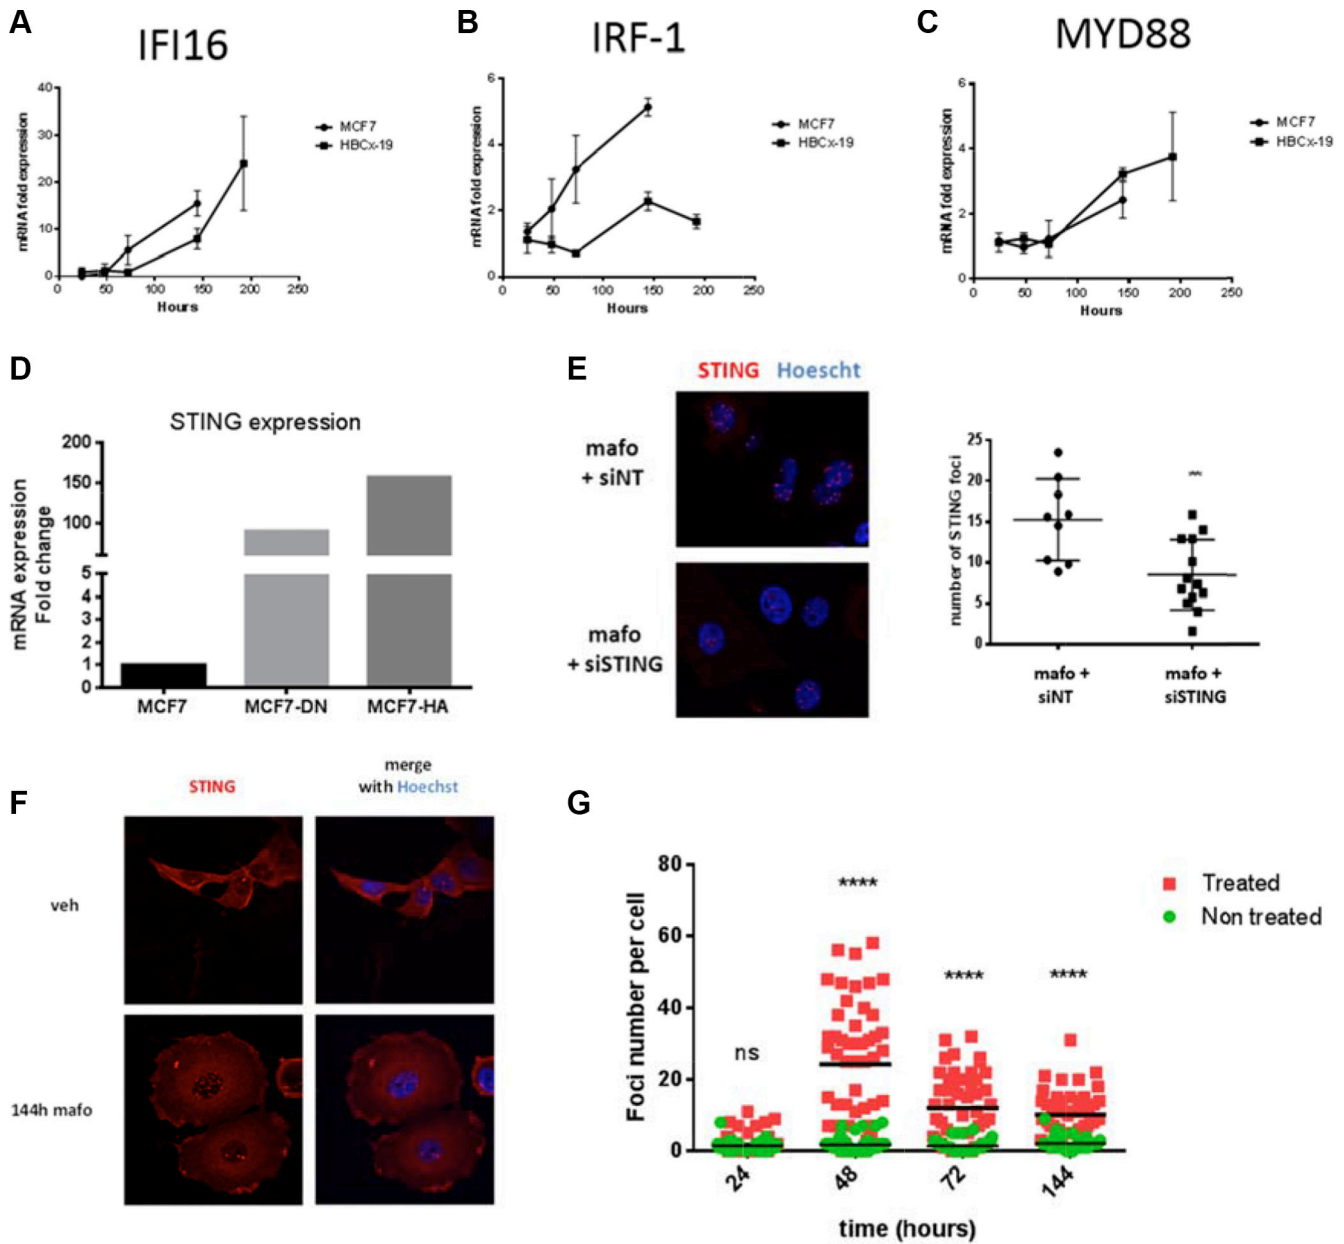 A
IFI16
mRNA fold expression
40
30
20
10
0
0 50 100 150 200 250
Hours
MCF7
HBCx-19
B
IRF-1
mRNA fold expression
6
4
2
0
0 50 100 150 200 250
Hours
MCF7
HBCx-19
C
MYD88
mRNA fold expression
6
4
2
0
0 50 100 150 200 250
Hours
MCF7
HBCx-19
D
STING expression
mRNA expression
Fold change
200
150
100
5
4
3
2
1
0
MCF7 MCF7-DN MCF7-HA
E
STING Hoescht
mafo
+ siNT
mafo
+ siSTING
number of STING foci
25
20
15
10
5
0
mafo +
siNT
mafo +
siSTING
F
STING
merge
with Hoechst
veh
144h mafo
G
Foci number per cell
80
60
40
20
0
ns
****
****
****
24 48 72 144
time (hours)
Treated
Non treated